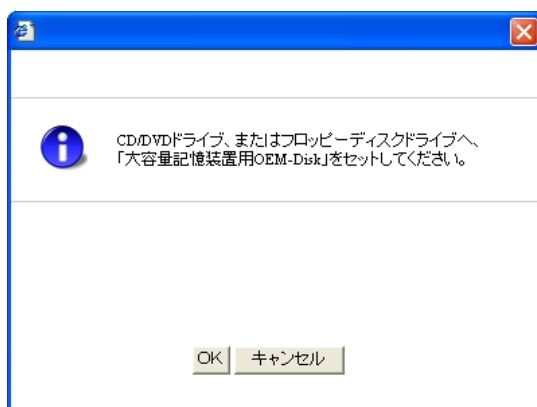 CD/DVDドライブ、またはフロッピーディスクドライブへ、
「大容量記憶装置用OEM-Disk」をセットしてください。
OK キャンセル